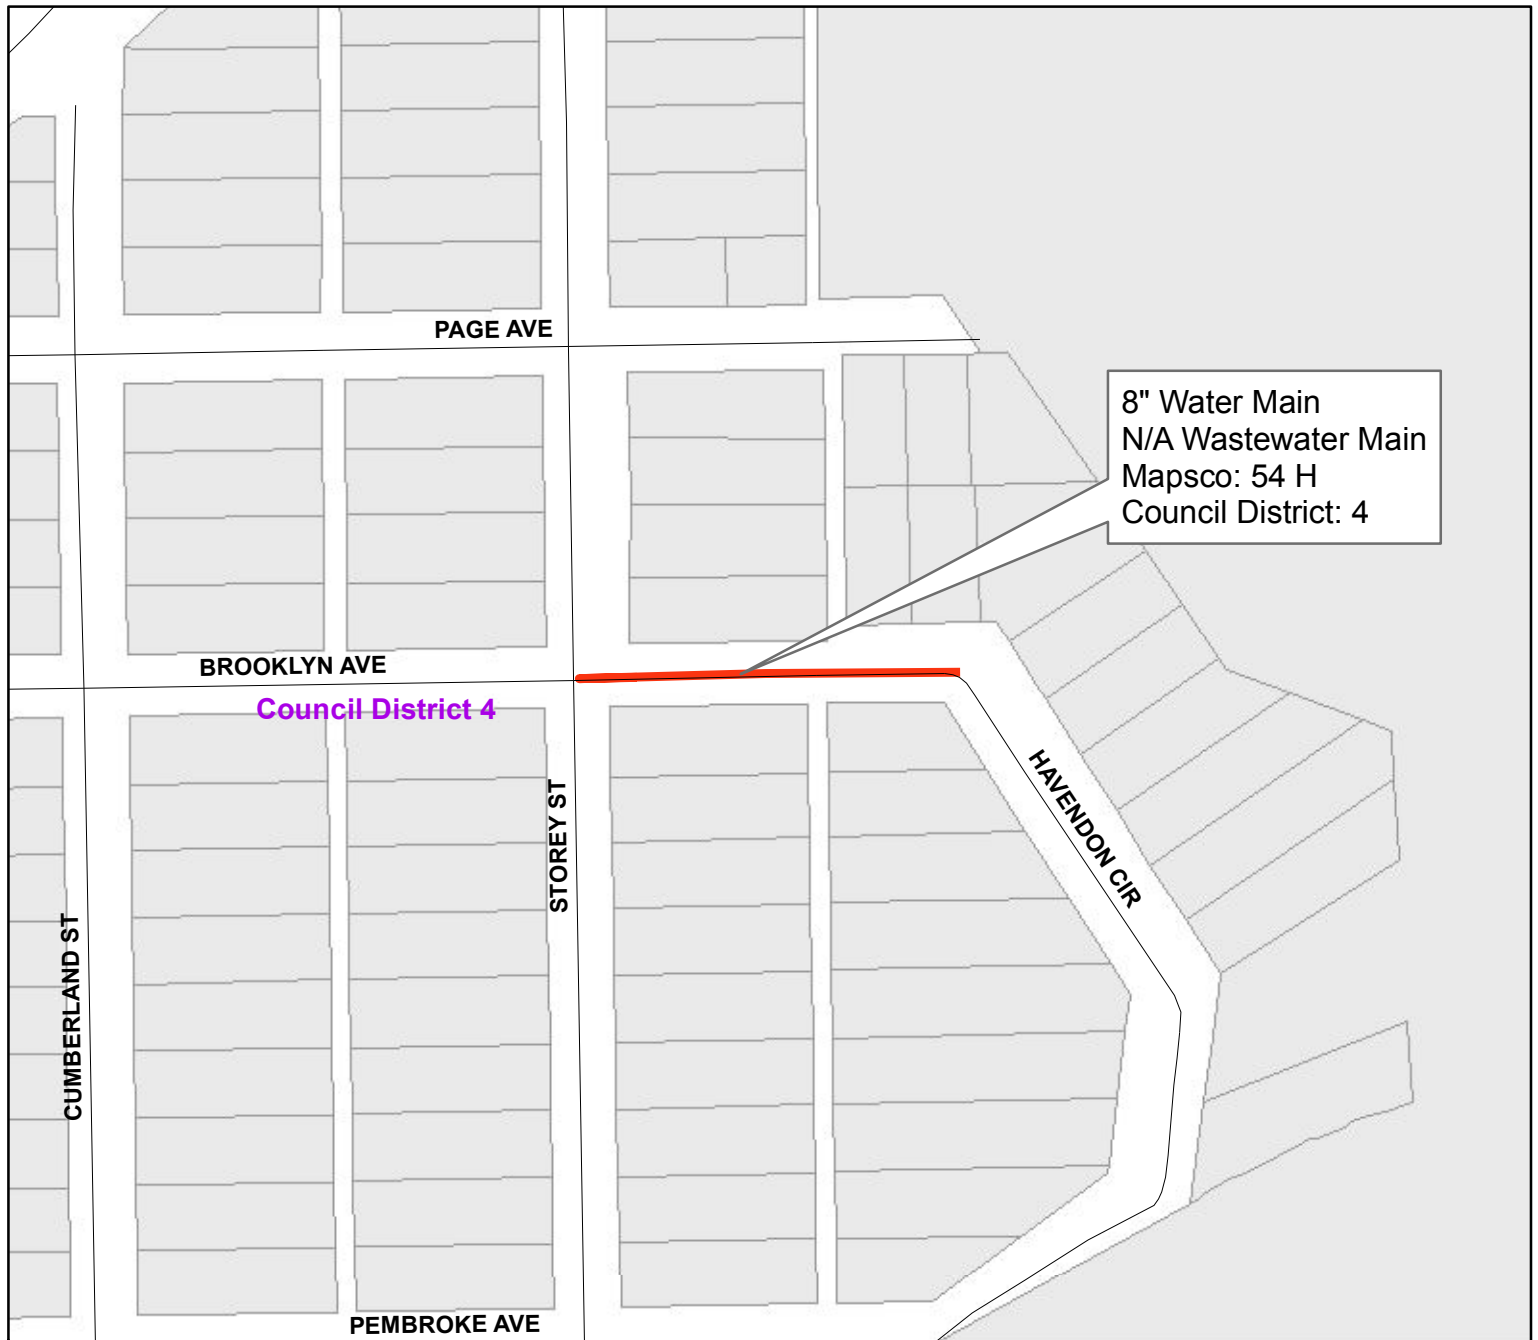 PAGE AVE
8" Water Main
N/A Wastewater Main
Mapsco: 54 H
Council District: 4
BROOKLYN AVE
Council District 4
HAVENDON CIR
STOREY ST
CUMBERLAND ST
PEMBROKE AVE